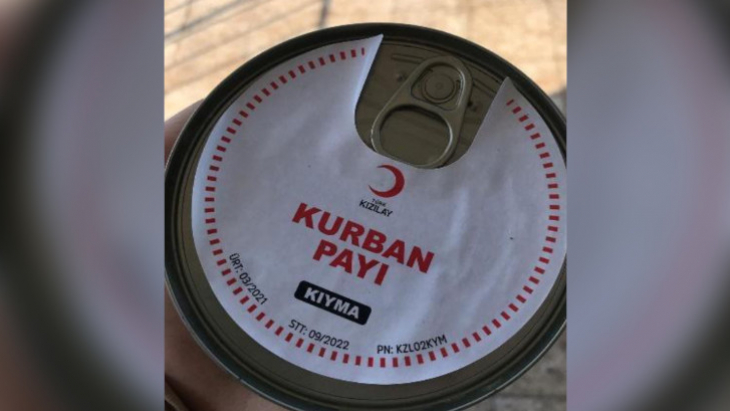 TÜRK
KIZILAY
KURBAN
PAYI
KIYMA
ÜRT: 03/2021
STT: 09/2022
PN: KZL02KYM